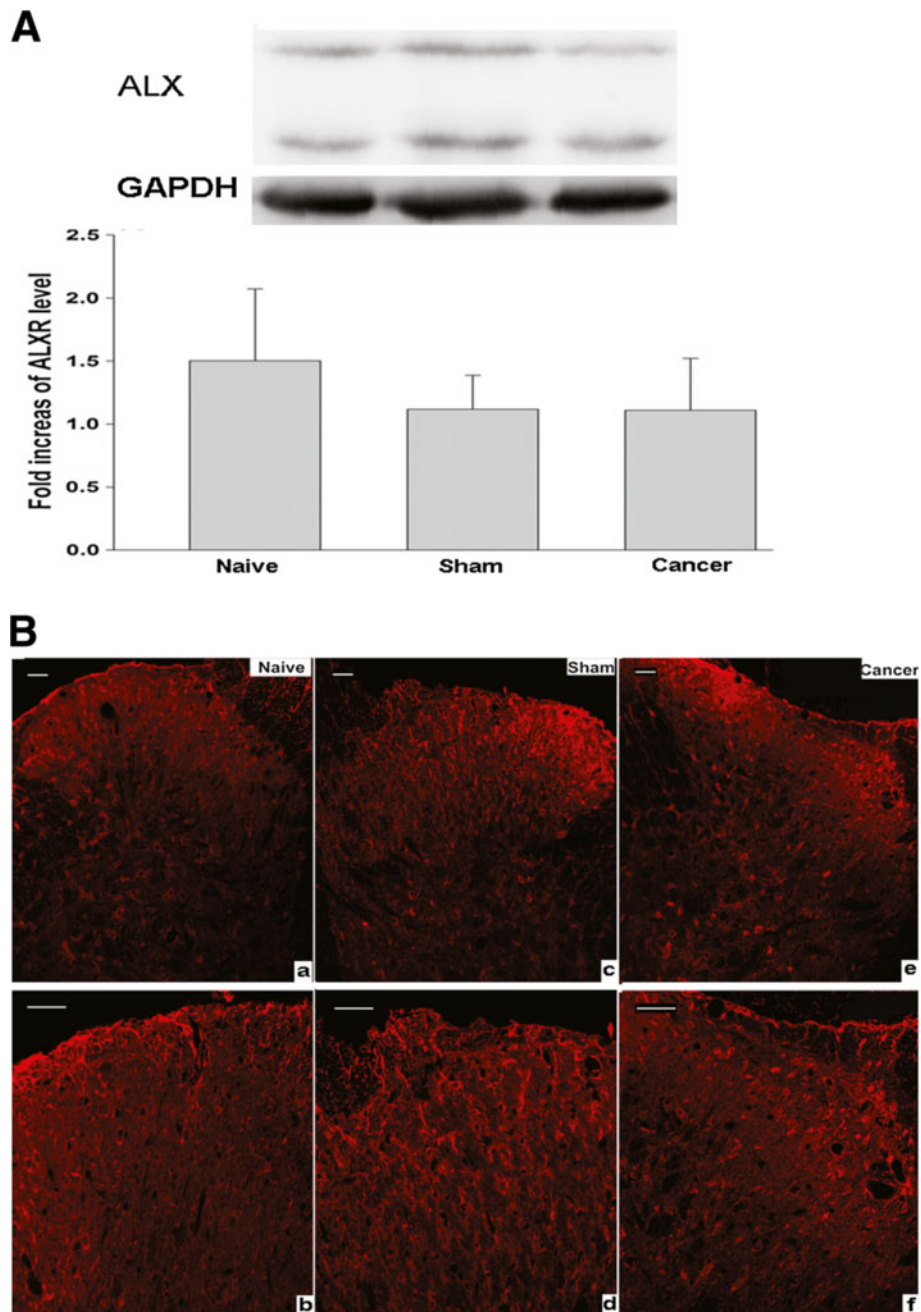 A
ALX
GAPDH
2.5
2.0
1.5
1.0
0.5
0.0
Fold increas of ALXR level
Naive Sham Cancer
B
Naive Sham Cancer
a c e
b d f